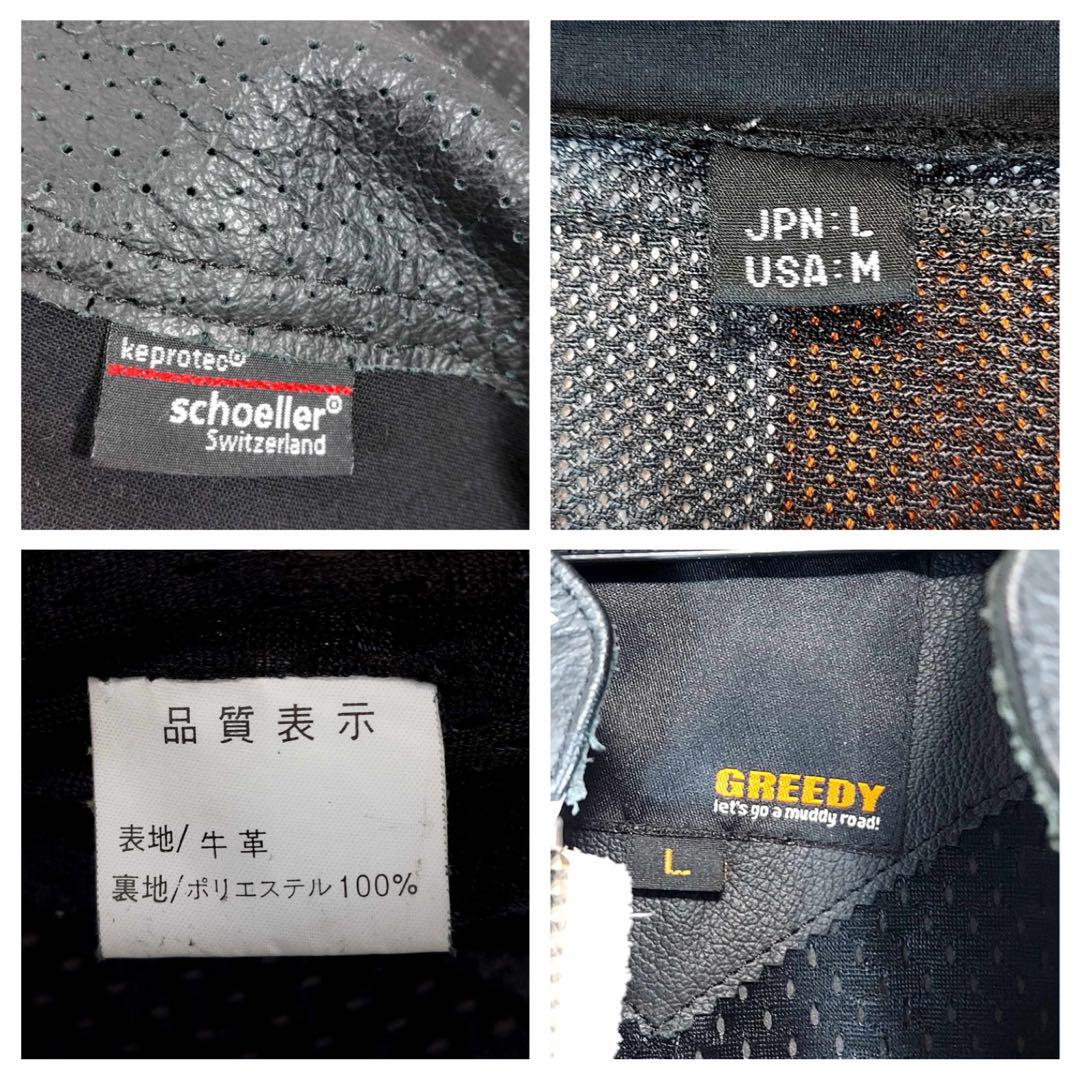 keprotec®
schoeller®
Switzerland
JPN: L
USA: M
品質表示
表地/牛革
裏地/ポリエステル100%
GREEDY
let's go a muddy road!
L